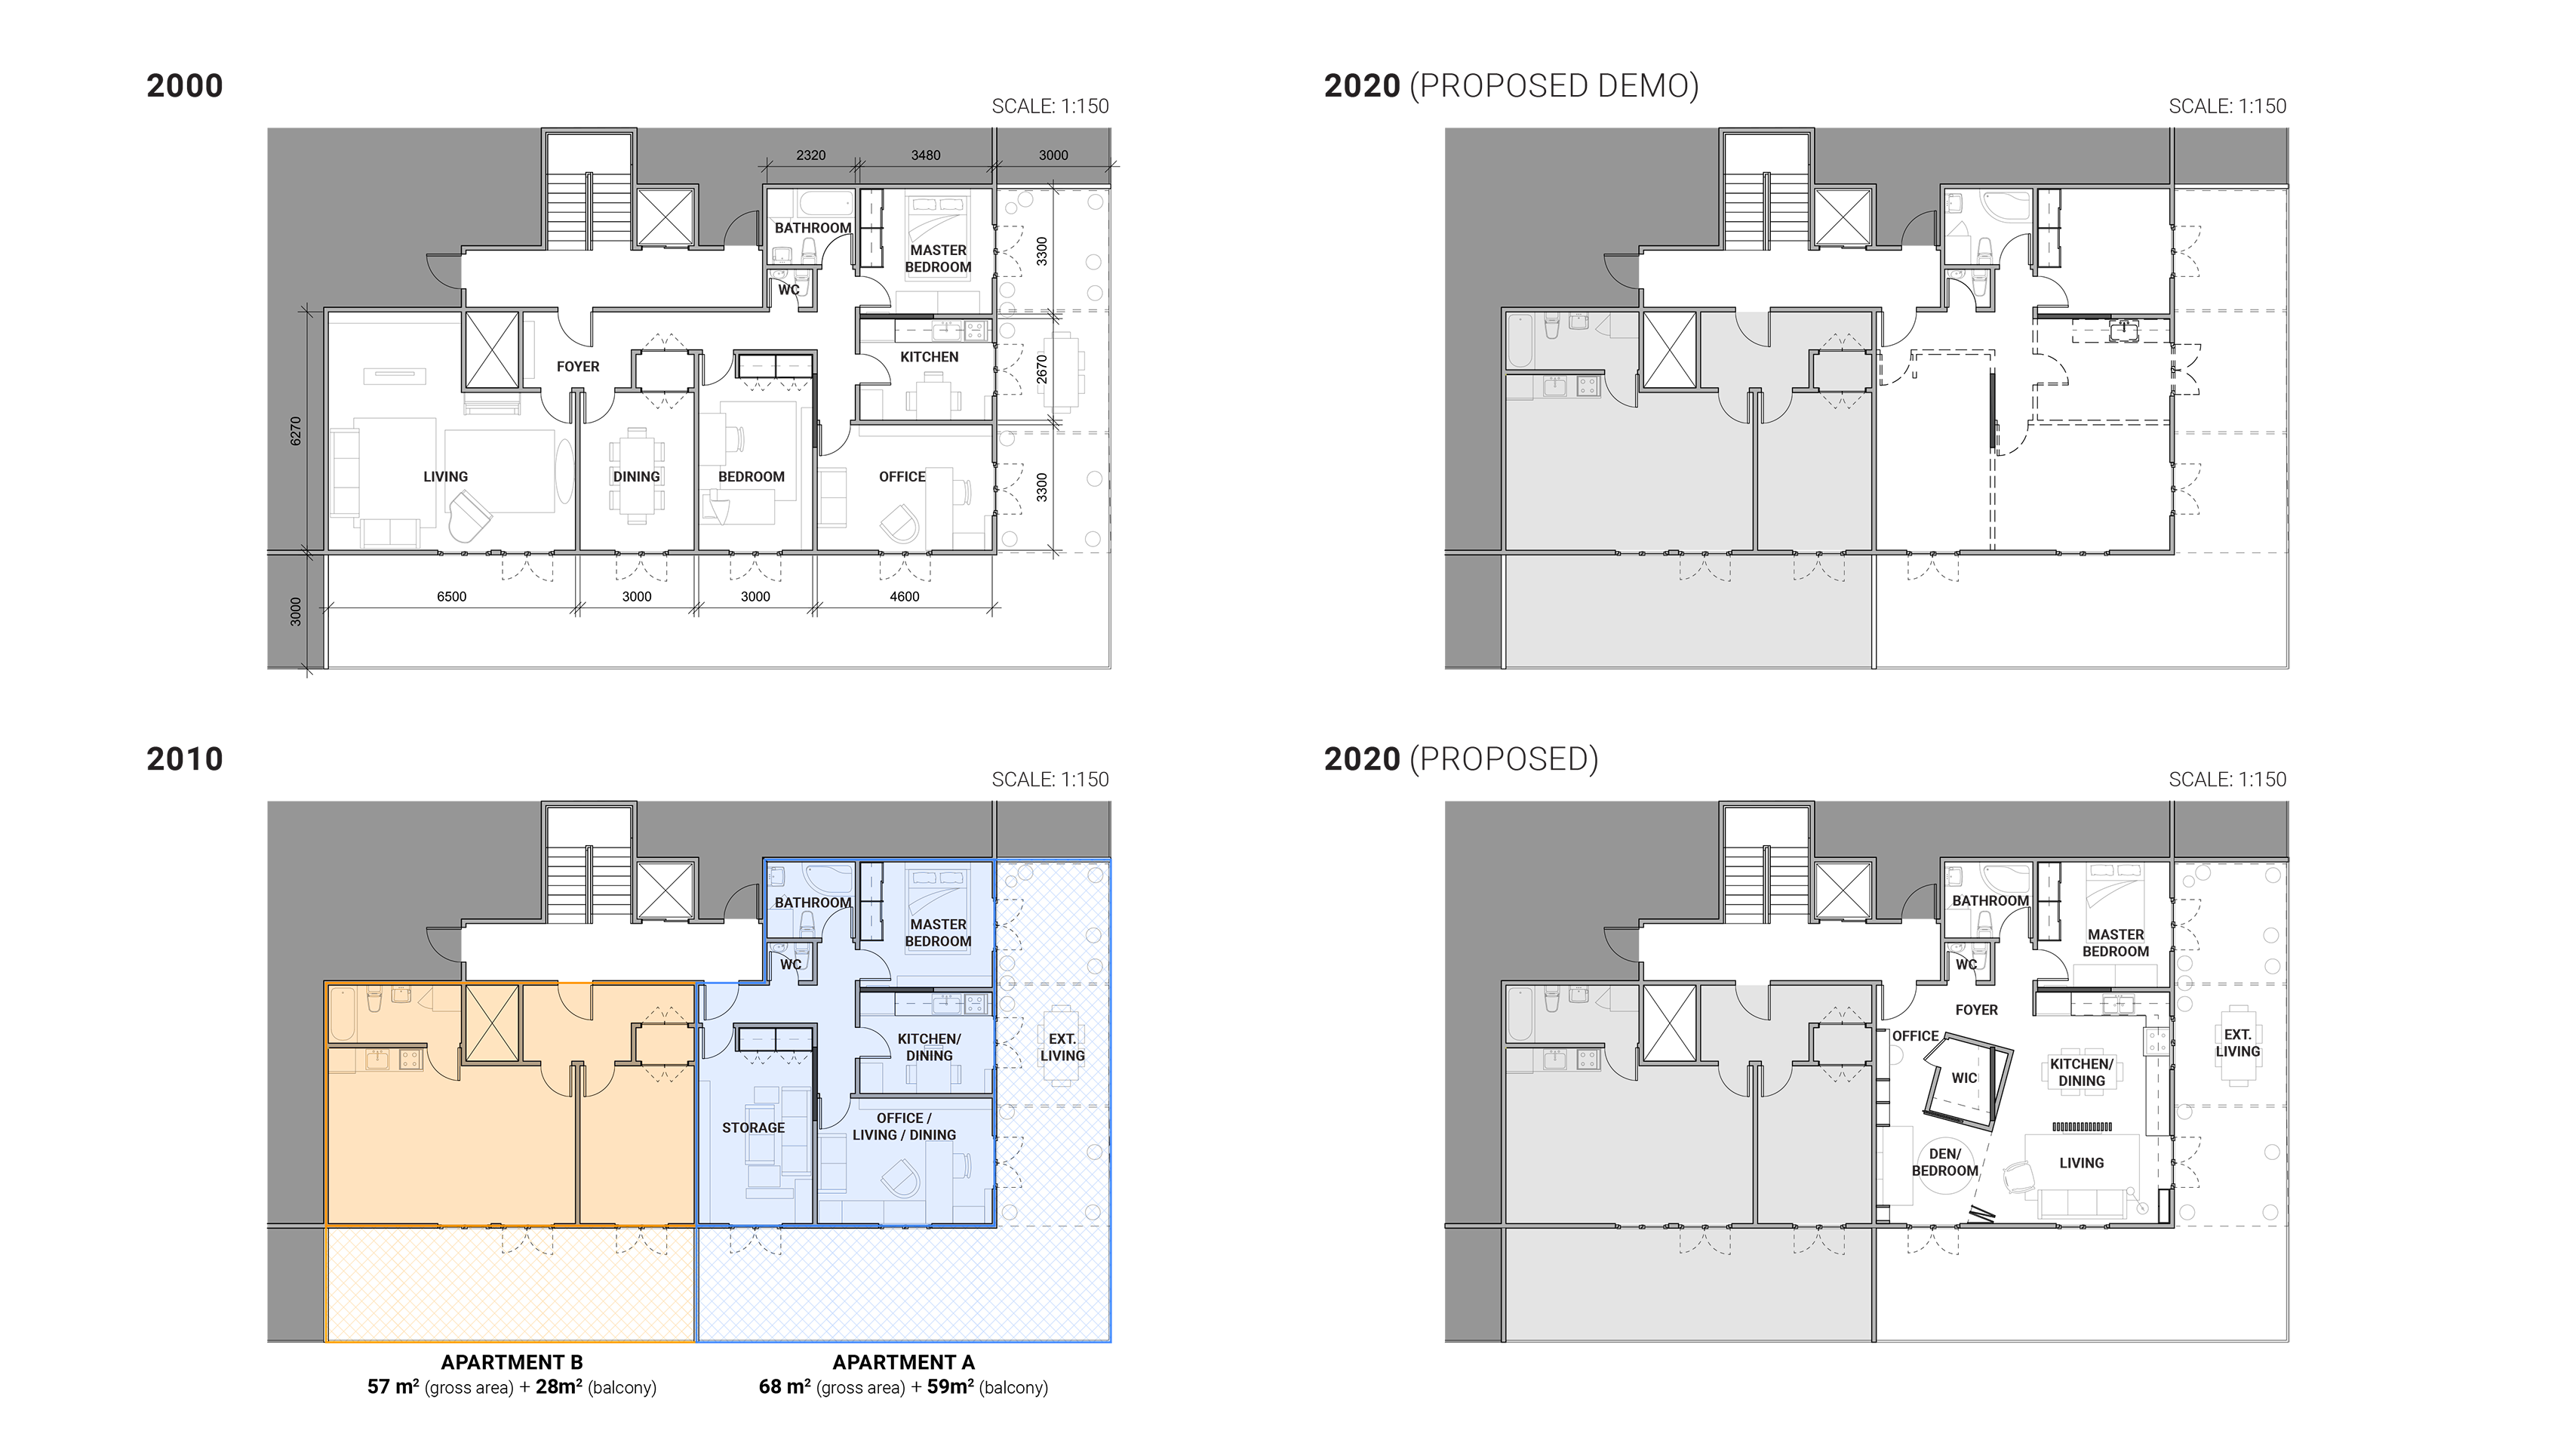 2000
SCALE: 1:150
2320
3480
3000
BATHROOM
MASTER
BEDROOM
3300
WC
KITCHEN
2670
FOYER
6270
LIVING
DINING
BEDROOM
OFFICE
3300
6500
3000
3000
4600
3000
2020 (PROPOSED DEMO)
SCALE: 1:150
2010
SCALE: 1:150
BATHROOM
MASTER
BEDROOM
WC
KITCHEN/
DINING
EXT.
LIVING
STORAGE
OFFICE /
LIVING / DINING
APARTMENT B
57 m² (gross area) + 28m² (balcony)
APARTMENT A
68 m² (gross area) + 59m² (balcony)
2020 (PROPOSED)
SCALE: 1:150
BATHROOM
MASTER
BEDROOM
WC
FOYER
OFFICE
EXT.
LIVING
WIC
KITCHEN/
DINING
DEN/
BEDROOM
LIVING